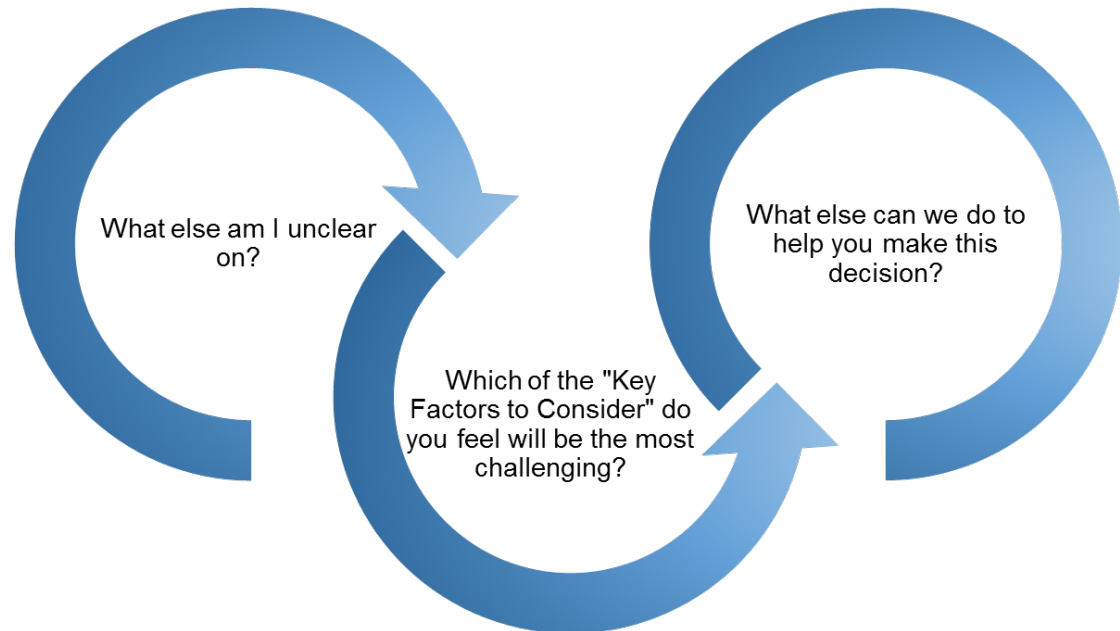 What else am I unclear
on?
Which of the "Key
Factors to Consider" do
you feel will be the most
challenging?
What else can we do to
help you make this
decision?